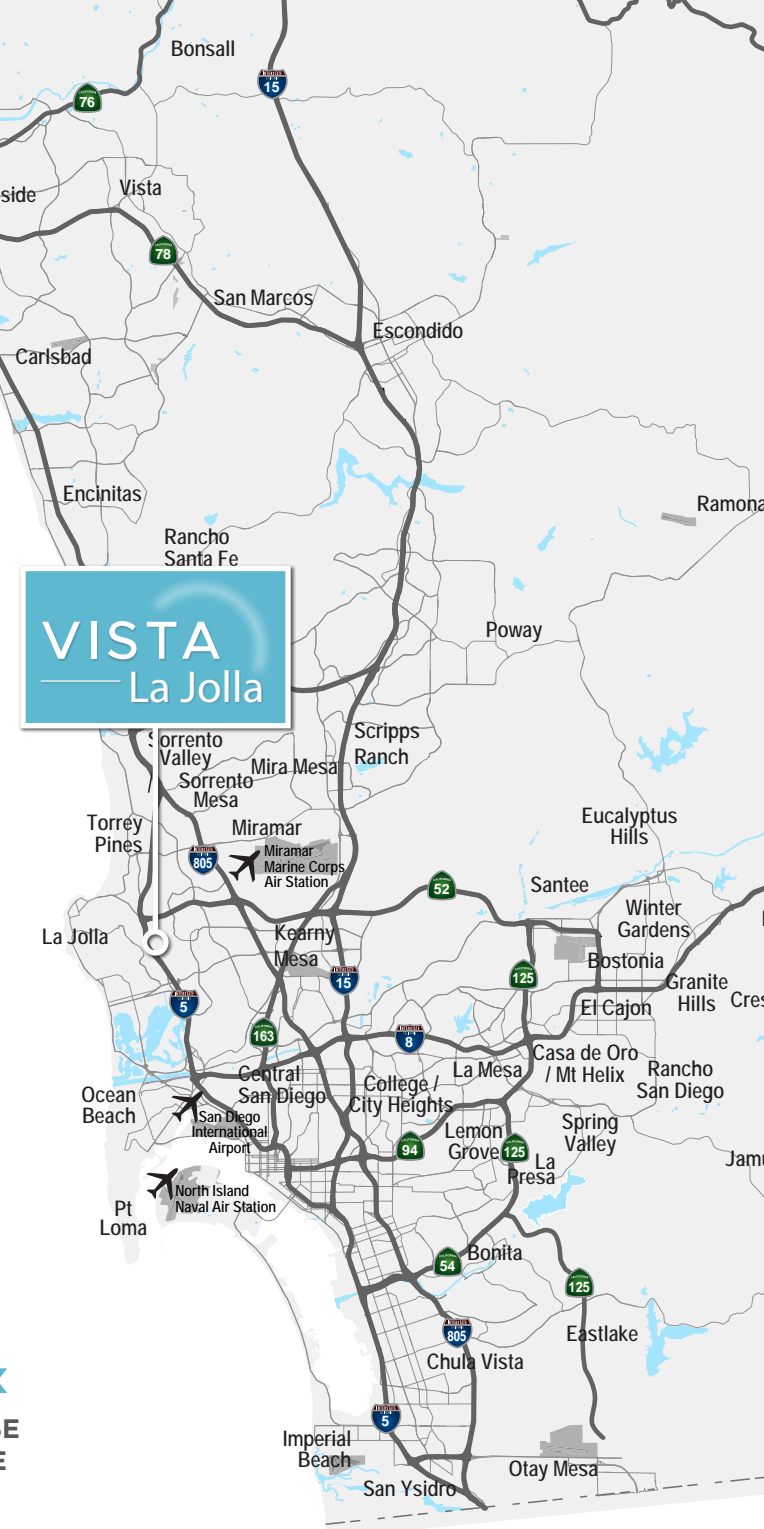 Bonsall
15
76
side
Vista
78
San Marcos
Escondido
Carlsbad
Encinitas
Ramona
Rancho
Santa Fe
VISTA
La Jolla
Poway
Sorrento
Valley
Scripps
Ranch
Mira Mesa
Sorrento
Mesa
Torrey
Pines
Miramar
Eucalyptus
Hills
805
Miramar
Marine Corps
Air Station
52
Santee
Winter
Gardens
La Jolla
Kearny
Mesa
Bostonia
15
125
Granite
Hills
Cres
5
El Cajon
163
8
Casa de Oro
/ Mt Helix
La Mesa
Rancho
San Diego
Central
San Diego
College /
City Heights
Ocean
Beach
San Diego
International
Airport
Spring
Valley
Lemon
Grove
94
125
La
Presa
Jamu
North Island
Naval Air Station
Pt
Loma
Bonita
54
125
805
Eastlake
Chula Vista
5
Imperial
Beach
Otay Mesa
San Ysidro